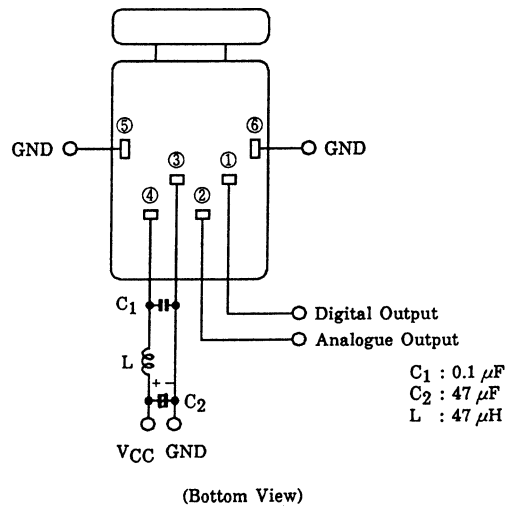 ⑤ ⑥
③ ①
GND GND
④ ②
C1
Digital Output
Analogue Output
L
+ −
C2
C1 : 0.1 μF
C2 : 47 μF
L : 47 μH
VCC GND
(Bottom View)